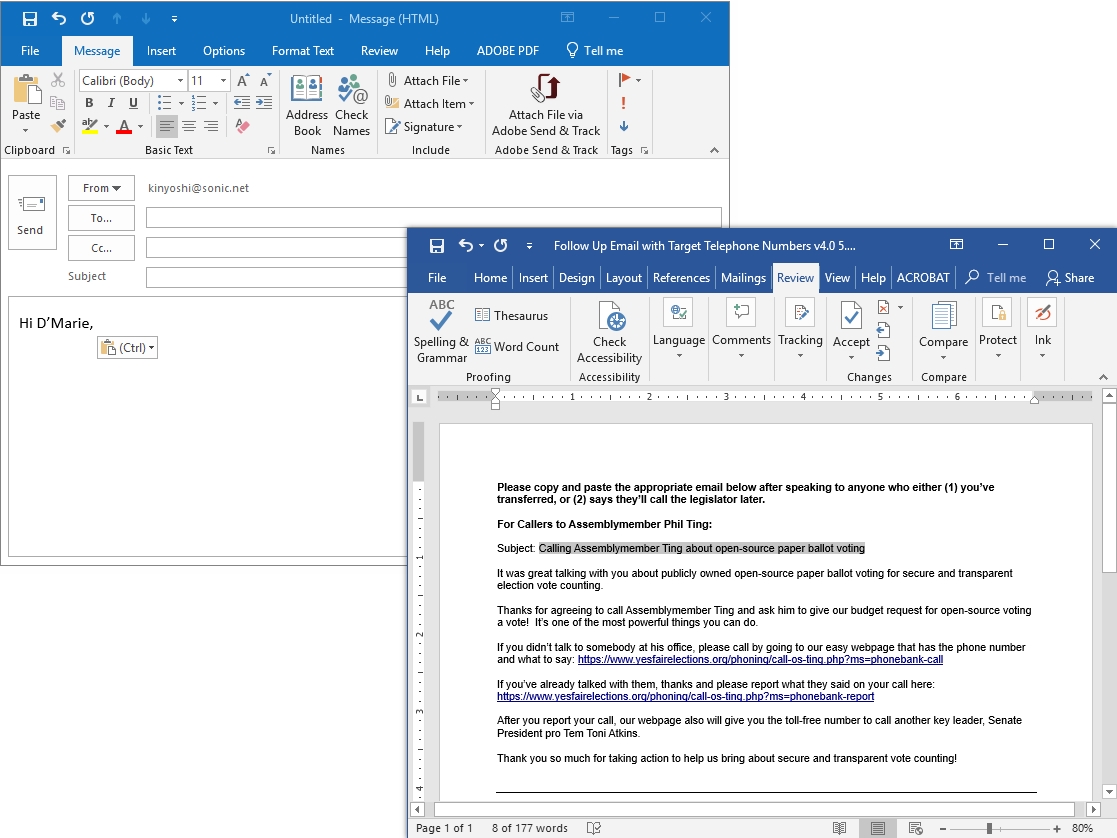 Untitled - Message (HTML)
File Message Insert Options Format Text Review Help ADOBE PDF Tell me
Calibri (Body) 11 A A
Paste
B I U
ab A
Address Book
Check Names
Attach File
Attach Item
Signature
Attach File via
Adobe Send & Track
Clipboard Basic Text Names Include Adobe Send & Track Tags
Send
From kinyoshi@sonic.net
To...
Cc...
Subject
Hi D’Marie,
(Ctrl)
Follow Up Email with Target Telephone Numbers v4.0 5....
File Home Insert Design Layout References Mailings Review View Help ACROBAT Tell me Share
ABC
Spelling &
Grammar
Thesaurus
ABC
123
Word Count
Check
Accessibility
Language
Comments
Tracking
Accept
Compare
Protect
Ink
Proofing Accessibility Changes Compare
1 2 3 4 5 6
1
2
3
4
Please copy and paste the appropriate email below after speaking to anyone who either (1) you’ve
transferred, or (2) says they’ll call the legislator later.
For Callers to Assemblymember Phil Ting:
Subject: Calling Assemblymember Ting about open-source paper ballot voting
It was great talking with you about publicly owned open-source paper ballot voting for secure and transparent
election vote counting.
Thanks for agreeing to call Assemblymember Ting and ask him to give our budget request for open-source voting
a vote! It’s one of the most powerful things you can do.
If you didn’t talk to somebody at his office, please call by going to our easy webpage that has the phone number
and what to say: https://www.yesfairelections.org/phoning/call-os-ting.php?ms=phonebank-call
If you’ve already talked with them, thanks and please report what they said on your call here:
https://www.yesfairelections.org/phoning/call-os-ting.php?ms=phonebank-report
After you report your call, our webpage also will give you the toll-free number to call another key leader, Senate
President pro Tem Toni Atkins.
Thank you so much for taking action to help us bring about secure and transparent vote counting!
Page 1 of 1 8 of 177 words 80%